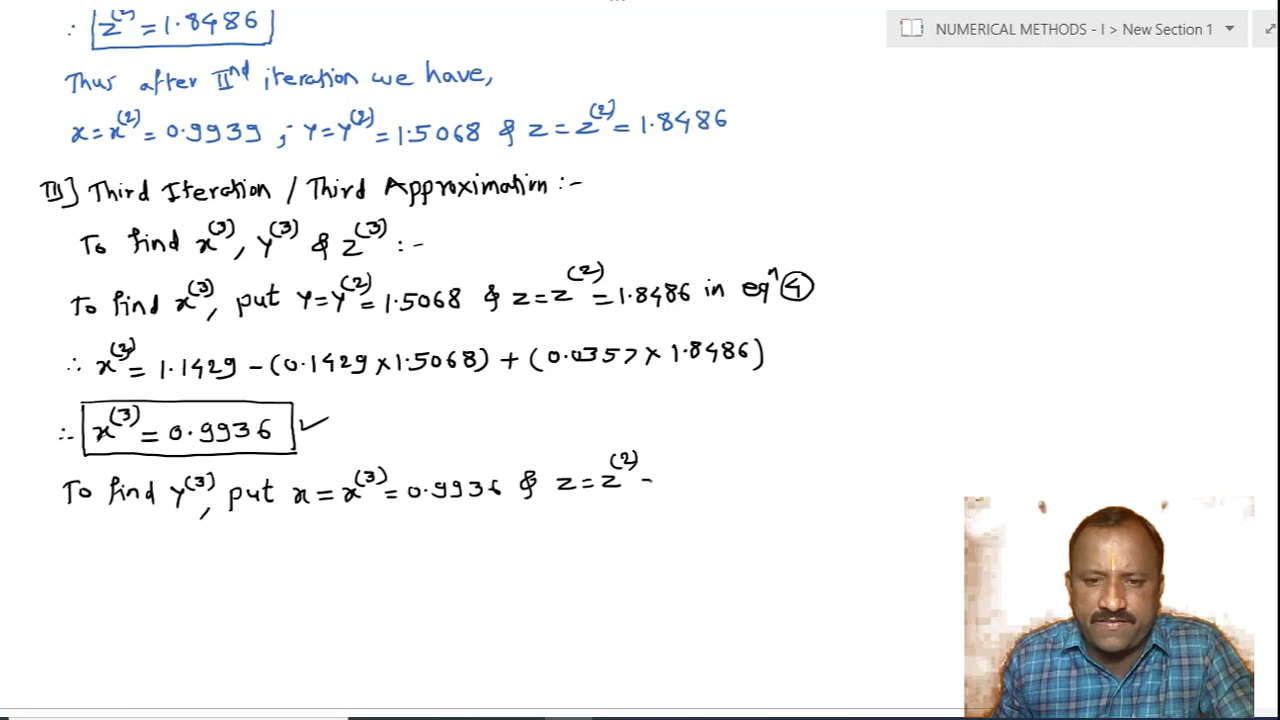 ∴ z⁽²⁾ = 1.8486
NUMERICAL METHODS - I > New Section 1
Thus after IInd iteration we have,
x = x⁽²⁾ = 0.9939 ; y = y⁽²⁾ = 1.5068 & z = z⁽²⁾ = 1.8486
III] Third Iteration / Third Approximation :-
To find x⁽³⁾, y⁽³⁾ & z⁽³⁾ :-
To find x⁽³⁾, put y = y⁽²⁾ = 1.5068 & z = z⁽²⁾ = 1.8486 in eqⁿ ④
∴ x⁽³⁾ = 1.1429 - (0.1429 × 1.5068) + (0.0357 × 1.8486)
∴ x⁽³⁾ = 0.9936 ✓
To find y⁽³⁾, put x = x⁽³⁾ = 0.9936 & z = z⁽²⁾ -